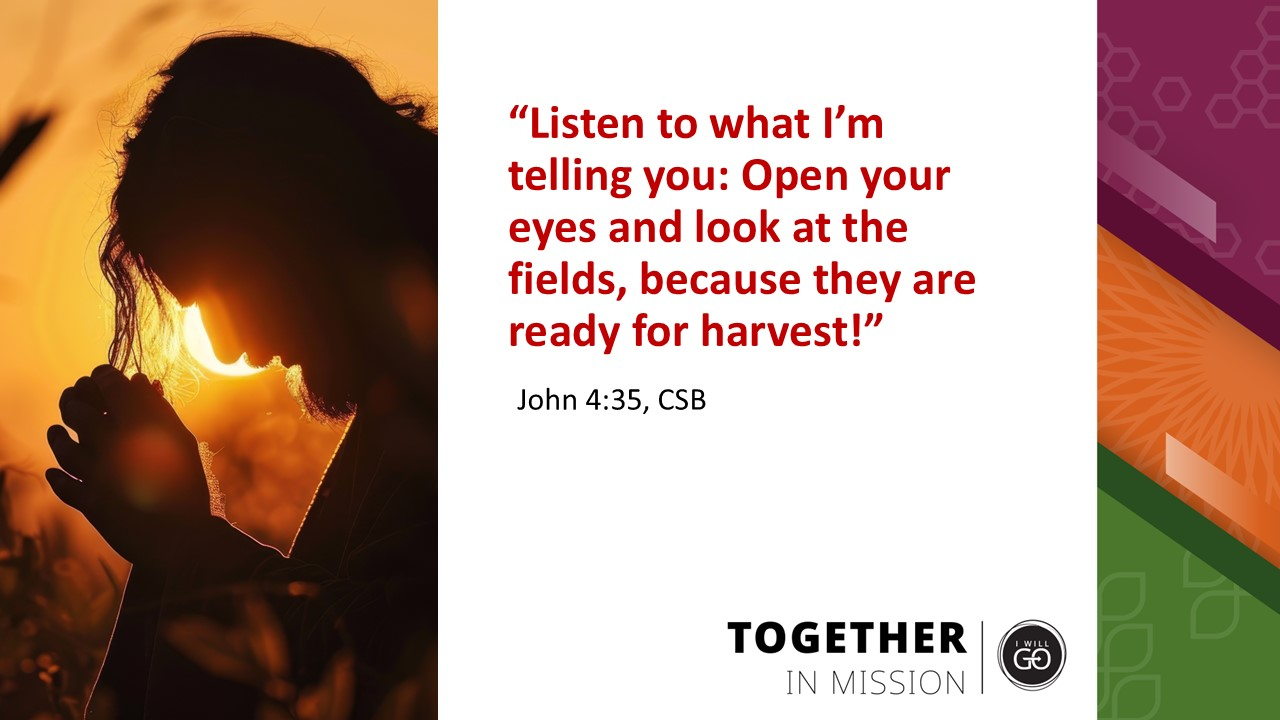 “Listen to what I’m
telling you: Open your
eyes and look at the
fields, because they are
ready for harvest!”
John 4:35, CSB
TOGETHER
IN MISSION
I WILL
GO